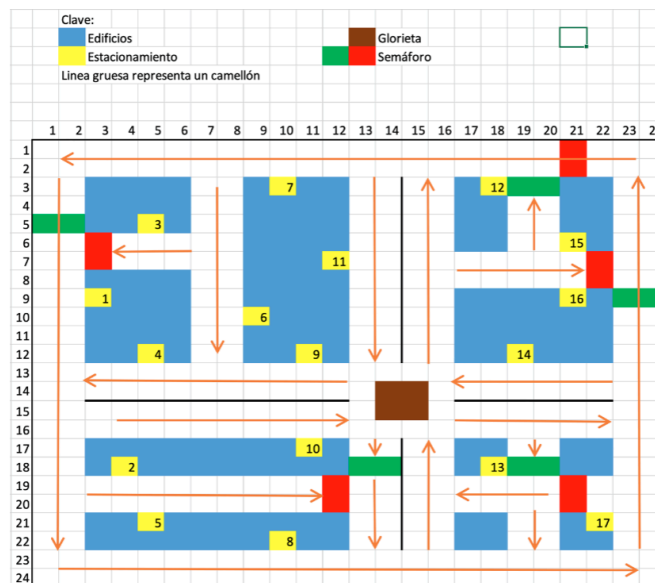 Clave:
Edificios Glorieta
Estacionamiento Semáforo
Linea gruesa representa un camellón
1 2 3 4 5 6 7 8 9 10 11 12 13 14 15 16 17 18 19 20 21 22 23 2
1
2
3 7 12
4
5 3
6 15
7 11
8
9 1 16
10 6
11
12 4 9 14
13
14
15
16
17 10
18 2 13
19
20
21 5 17
22 8
23
24